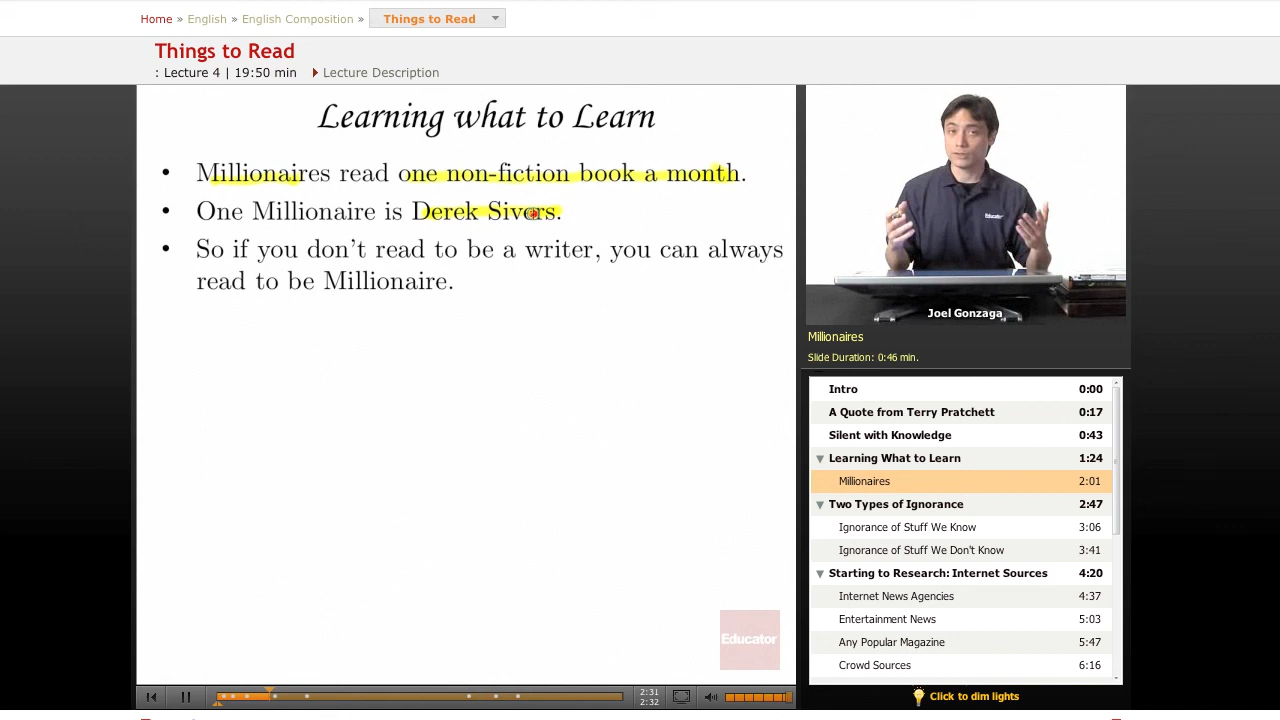 Home » English » English Composition » Things to Read
Things to Read
: Lecture 4 | 19:50 min Lecture Description
Learning what to Learn
• Millionaires read one non-fiction book a month.
• One Millionaire is Derek Sivers.
• So if you don't read to be a writer, you can always
read to be Millionaire.
Educator
Educator
Joel Gonzaga
Millionaires
Slide Duration: 0:46 min.
Intro 0:00
A Quote from Terry Pratchett 0:17
Silent with Knowledge 0:43
Learning What to Learn 1:24
Millionaires 2:01
Two Types of Ignorance 2:47
Ignorance of Stuff We Know 3:06
Ignorance of Stuff We Don't Know 3:41
Starting to Research: Internet Sources 4:20
Internet News Agencies 4:37
Entertainment News 5:03
Any Popular Magazine 5:47
Crowd Sources 6:16
2:31
2:32
Click to dim lights